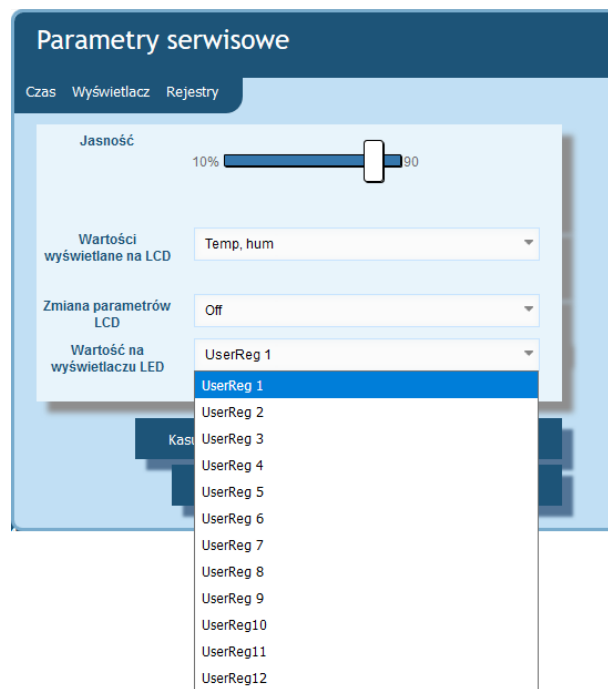 Parametry serwisowe
Czas Wyświetlacz Rejestry
Jasność
10% 90
Wartości
wyświetlane na LCD
Temp, hum
Zmiana parametrów
LCD
Off
Wartość na
wyświetlaczu LED
UserReg 1
UserReg 1
UserReg 2
UserReg 3
UserReg 4
UserReg 5
UserReg 6
UserReg 7
UserReg 8
UserReg 9
UserReg10
UserReg11
UserReg12